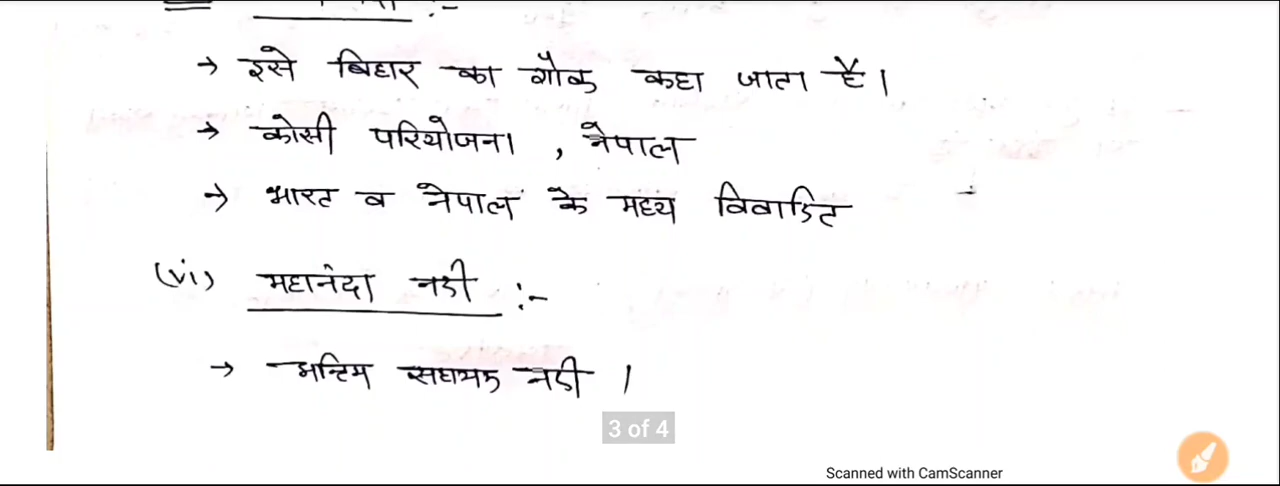 :-
→ इसे बिहार का शोक कहा जाता है।
→ कोसी परियोजना , नेपाल
→ भारत व नेपाल के मध्य विवादित
(vi) महानंदा नदी :-
→ अन्तिम सहायक नदी ।
3 of 4
Scanned with CamScanner